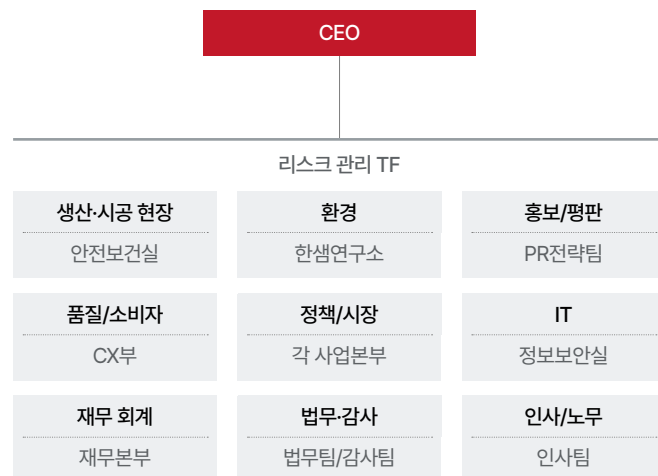 CEO
리스크 관리 TF
생산·시공 현장
안전보건실
환경
한샘연구소
홍보/평판
PR전략팀
품질/소비자
CX부
정책/시장
각 사업본부
IT
정보보안실
재무 회계
재무본부
법무·감사
법무팀/감사팀
인사/노무
인사팀